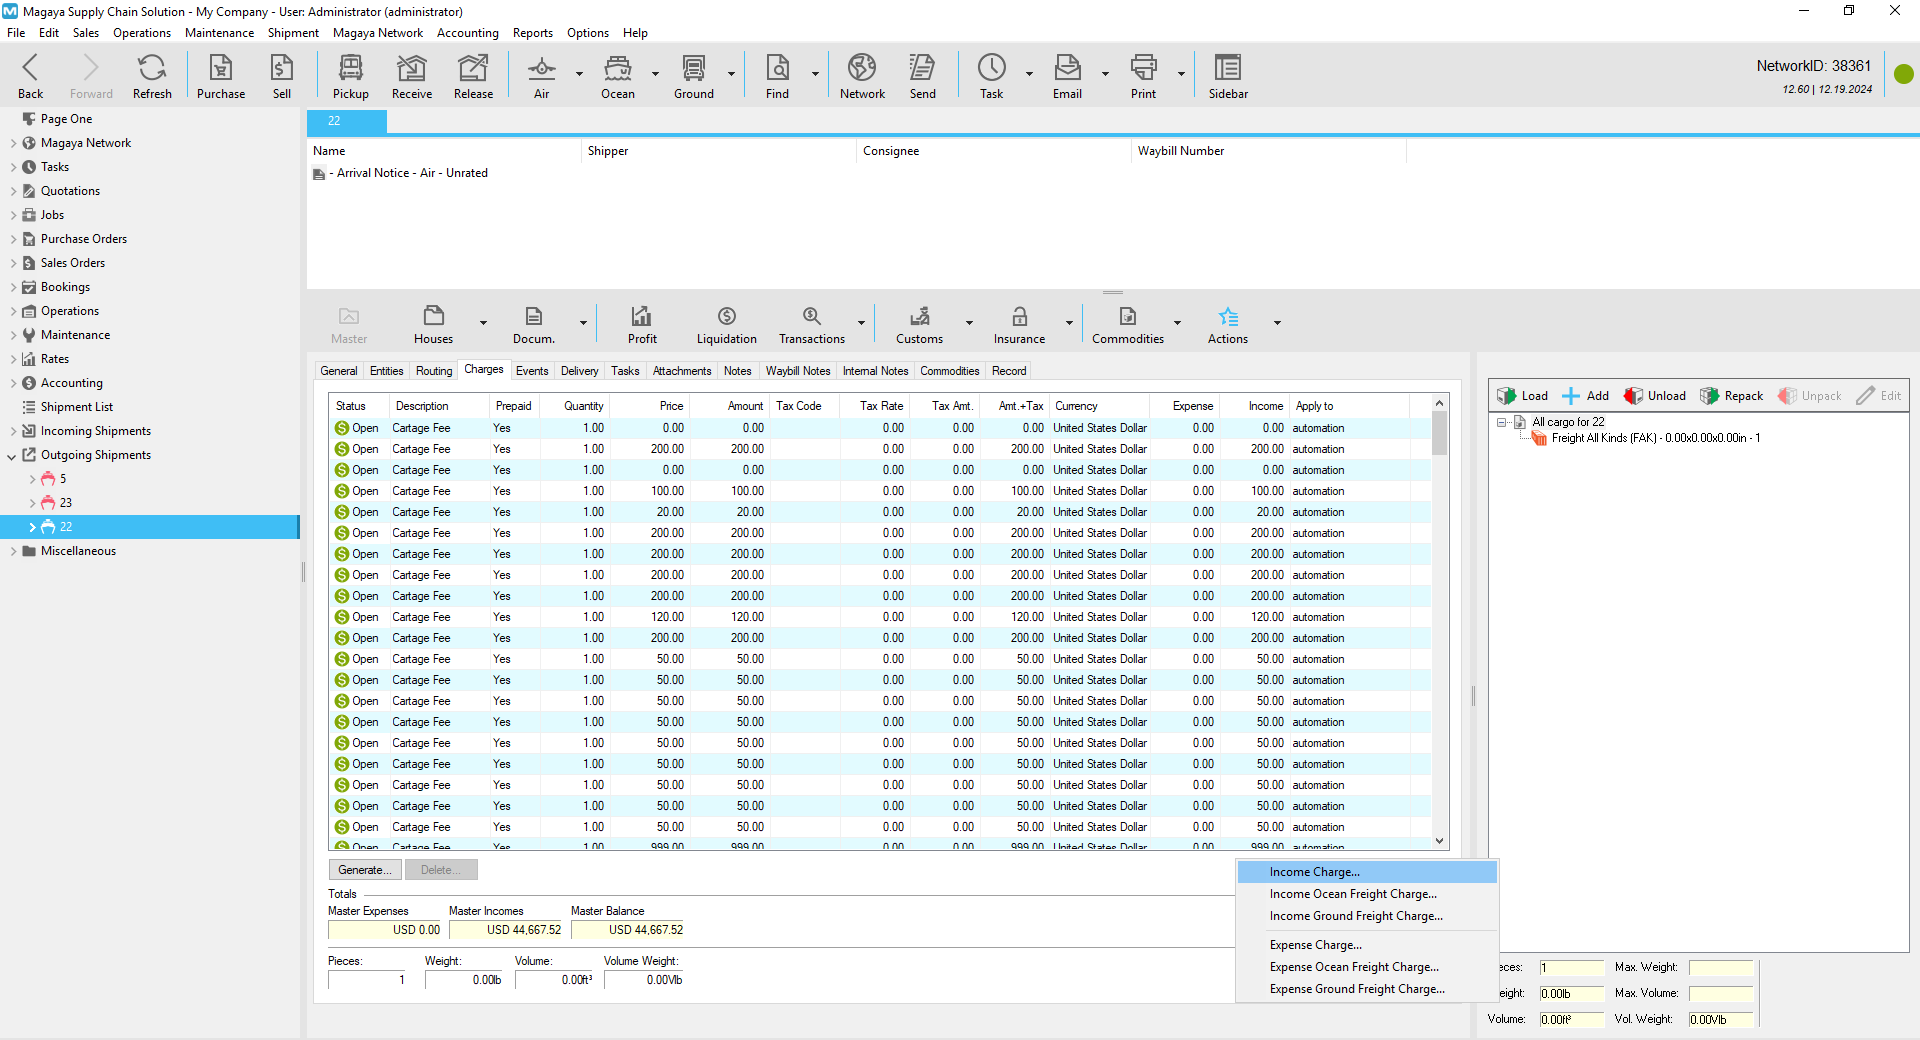 Magaya Supply Chain Solution - My Company - User: Administrator (administrator)
File Edit Sales Operations Maintenance Shipment Magaya Network Accounting Reports Options Help
Back Forward Refresh Purchase Sell Pickup Receive Release Air Ocean Ground Find Network Send Task Email Print Sidebar
NetworkID: 38361
12.60 | 12.19.2024
Page One
Magaya Network
Tasks
Quotations
Jobs
Purchase Orders
Sales Orders
Bookings
Operations
Maintenance
Rates
Accounting
Shipment List
Incoming Shipments
Outgoing Shipments
5
23
22
Miscellaneous
22
Name Shipper Consignee Waybill Number
- Arrival Notice - Air - Unrated
Master Houses Docum. Profit Liquidation Transactions Customs Insurance Commodities Actions
General Entities Routing Charges Events Delivery Tasks Attachments Notes Waybill Notes Internal Notes Commodities Record
Status Description Prepaid Quantity Price Amount Tax Code Tax Rate Tax Amt. Amt.+Tax Currency Expense Income Apply to
Open Cartage Fee Yes 1.00 0.00 0.00 0.00 0.00 0.00 United States Dollar 0.00 0.00 automation
Open Cartage Fee Yes 1.00 200.00 200.00 0.00 0.00 200.00 United States Dollar 0.00 200.00 automation
Open Cartage Fee Yes 1.00 0.00 0.00 0.00 0.00 0.00 United States Dollar 0.00 0.00 automation
Open Cartage Fee Yes 1.00 100.00 100.00 0.00 0.00 100.00 United States Dollar 0.00 100.00 automation
Open Cartage Fee Yes 1.00 20.00 20.00 0.00 0.00 20.00 United States Dollar 0.00 20.00 automation
Open Cartage Fee Yes 1.00 200.00 200.00 0.00 0.00 200.00 United States Dollar 0.00 200.00 automation
Open Cartage Fee Yes 1.00 200.00 200.00 0.00 0.00 200.00 United States Dollar 0.00 200.00 automation
Open Cartage Fee Yes 1.00 200.00 200.00 0.00 0.00 200.00 United States Dollar 0.00 200.00 automation
Open Cartage Fee Yes 1.00 200.00 200.00 0.00 0.00 200.00 United States Dollar 0.00 200.00 automation
Open Cartage Fee Yes 1.00 120.00 120.00 0.00 0.00 120.00 United States Dollar 0.00 120.00 automation
Open Cartage Fee Yes 1.00 200.00 200.00 0.00 0.00 200.00 United States Dollar 0.00 200.00 automation
Open Cartage Fee Yes 1.00 50.00 50.00 0.00 0.00 50.00 United States Dollar 0.00 50.00 automation
Open Cartage Fee Yes 1.00 50.00 50.00 0.00 0.00 50.00 United States Dollar 0.00 50.00 automation
Open Cartage Fee Yes 1.00 50.00 50.00 0.00 0.00 50.00 United States Dollar 0.00 50.00 automation
Open Cartage Fee Yes 1.00 50.00 50.00 0.00 0.00 50.00 United States Dollar 0.00 50.00 automation
Open Cartage Fee Yes 1.00 50.00 50.00 0.00 0.00 50.00 United States Dollar 0.00 50.00 automation
Open Cartage Fee Yes 1.00 50.00 50.00 0.00 0.00 50.00 United States Dollar 0.00 50.00 automation
Open Cartage Fee Yes 1.00 50.00 50.00 0.00 0.00 50.00 United States Dollar 0.00 50.00 automation
Open Cartage Fee Yes 1.00 50.00 50.00 0.00 0.00 50.00 United States Dollar 0.00 50.00 automation
Open Cartage Fee Yes 1.00 50.00 50.00 0.00 0.00 50.00 United States Dollar 0.00 50.00 automation
Open Cartage Fee Yes 1.00 999.00 999.00 0.00 0.00 999.00 United States Dollar 0.00 999.00 automation
Generate... Delete...
Totals
Master Expenses Master Incomes Master Balance
USD 0.00 USD 44,667.52 USD 44,667.52
Pieces: Weight: Volume: Volume Weight:
1 0.00lb 0.00ft³ 0.00Vlb
Income Charge...
Income Ocean Freight Charge...
Income Ground Freight Charge...
Expense Charge...
Expense Ocean Freight Charge...
Expense Ground Freight Charge...
Load Add Unload Repack Unpack Edit
All cargo for 22
Freight All Kinds (FAK) - 0.00x0.00x0.00in - 1
eces: 1 Max. Weight:
eight: 0.00lb Max. Volume:
Volume: 0.00ft³ Vol. Weight: 0.00Vlb